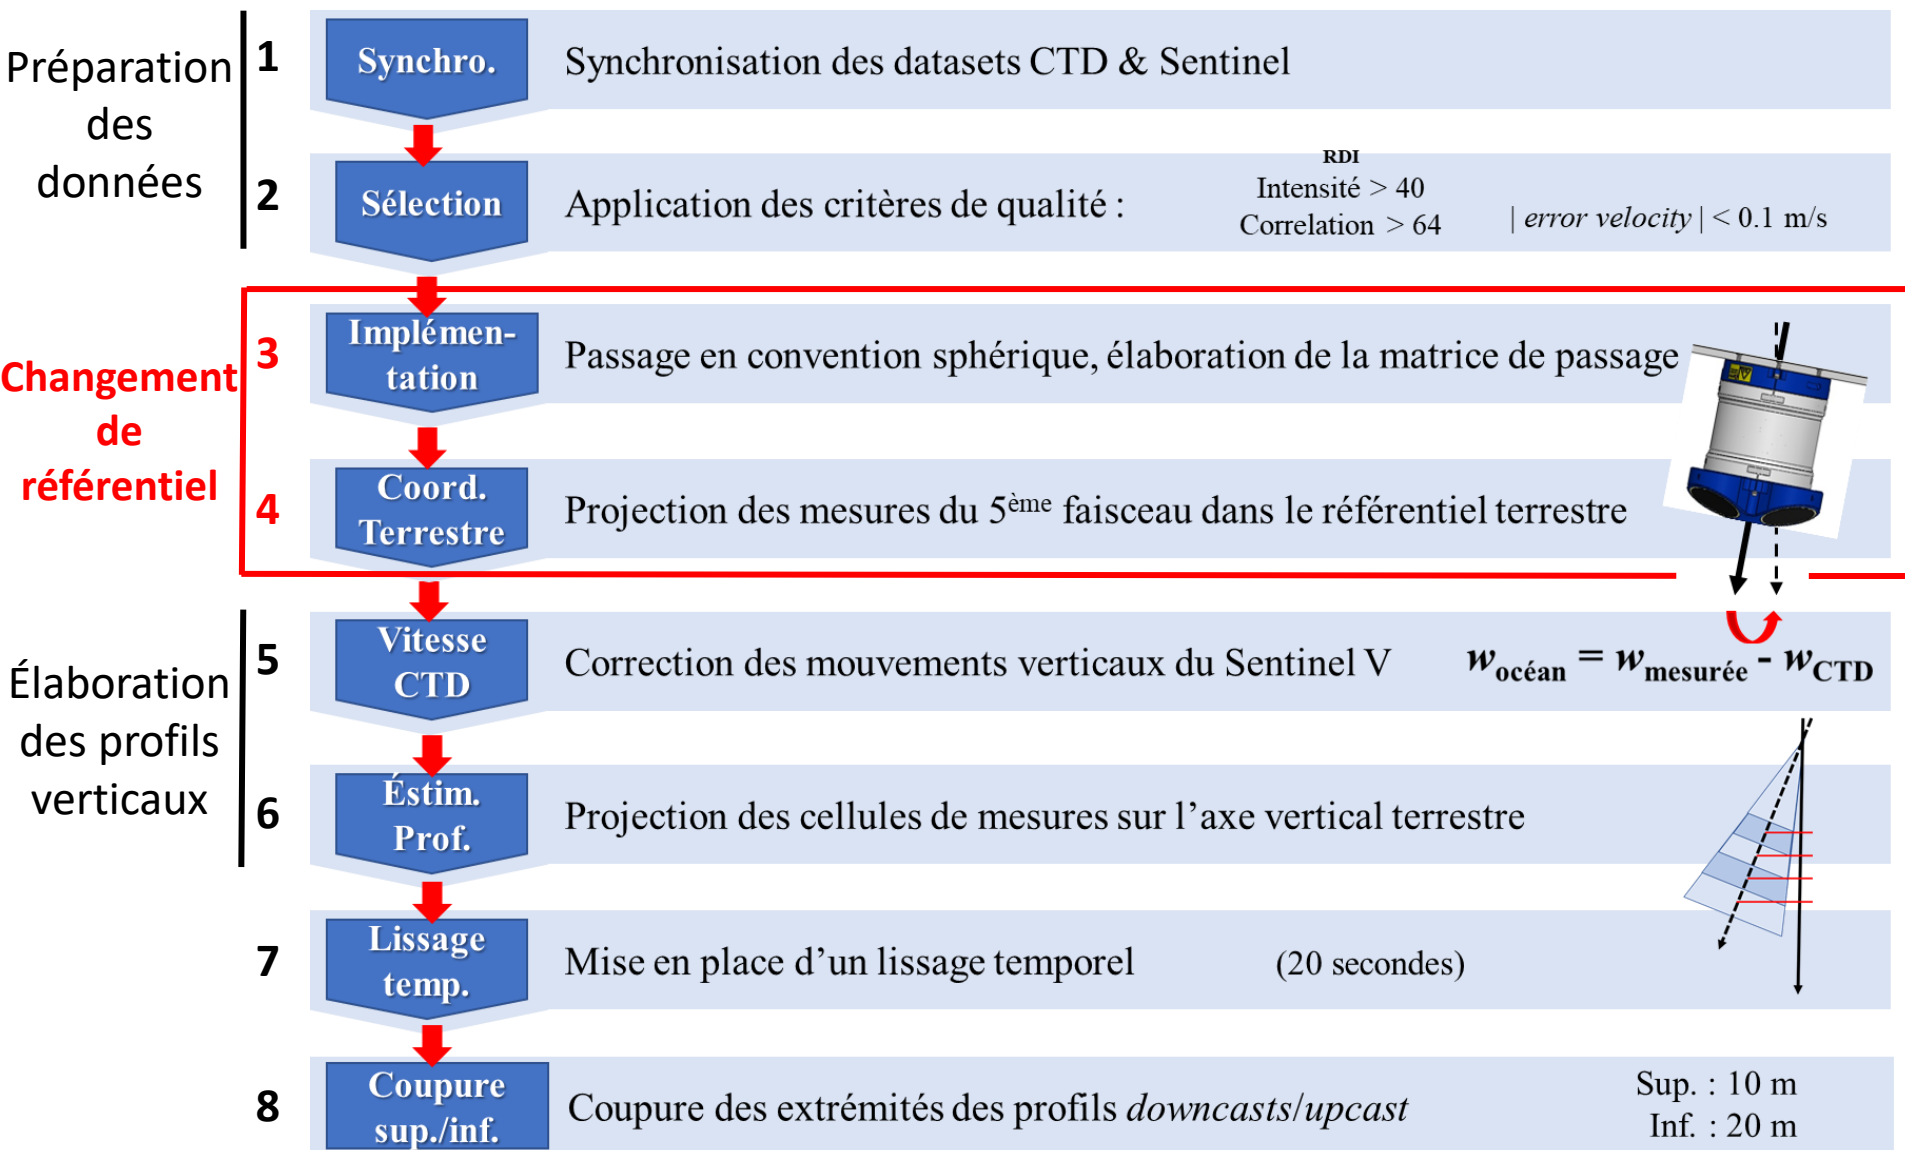 Préparation
des
données
1
Synchro.
Synchronisation des datasets CTD & Sentinel
2
Sélection
Application des critères de qualité :
RDI
Intensité > 40
Correlation > 64
| error velocity | < 0.1 m/s
Changement
de
référentiel
3
Implémen-
tation
Passage en convention sphérique, élaboration de la matrice de passage
4
Coord.
Terrestre
Projection des mesures du 5ème faisceau dans le référentiel terrestre
Élaboration
des profils
verticaux
5
Vitesse
CTD
Correction des mouvements verticaux du Sentinel V
wocéan = wmesurée - wCTD
6
Éstim.
Prof.
Projection des cellules de mesures sur l’axe vertical terrestre
7
Lissage
temp.
Mise en place d’un lissage temporel
(20 secondes)
8
Coupure
sup./inf.
Coupure des extrémités des profils downcasts/upcast
Sup. : 10 m
Inf. : 20 m